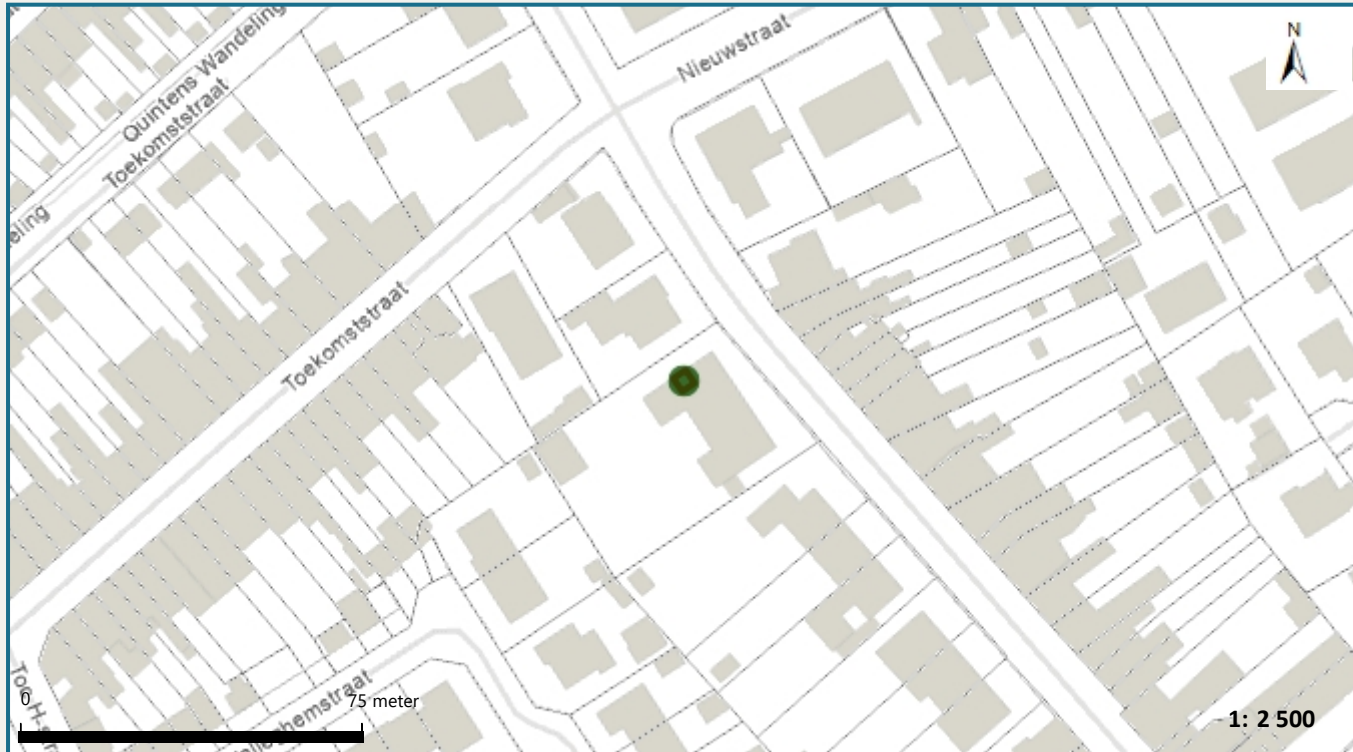 Quintens Wandeling
Nieuwstraat
N
Toekomststraat
eling
Toekomststraat
0
75 meter
1: 2 500